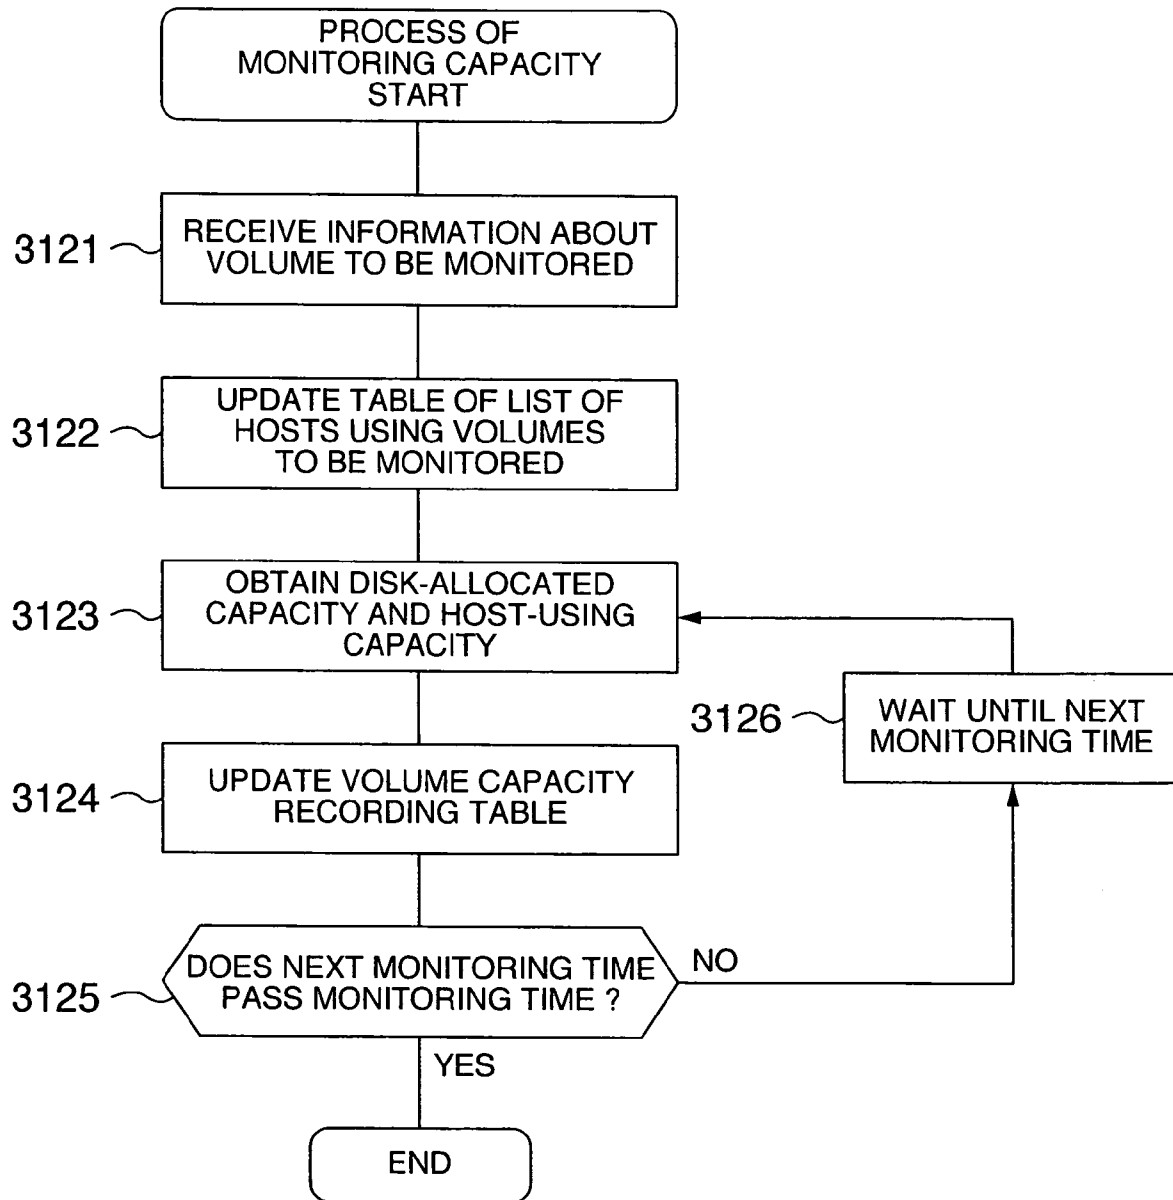 PROCESS OF
MONITORING CAPACITY
START
3121
RECEIVE INFORMATION ABOUT
VOLUME TO BE MONITORED
3122
UPDATE TABLE OF LIST OF
HOSTS USING VOLUMES
TO BE MONITORED
3123
OBTAIN DISK-ALLOCATED
CAPACITY AND HOST-USING
CAPACITY
3126
WAIT UNTIL NEXT
MONITORING TIME
3124
UPDATE VOLUME CAPACITY
RECORDING TABLE
3125
DOES NEXT MONITORING TIME
PASS MONITORING TIME ?
NO
YES
END